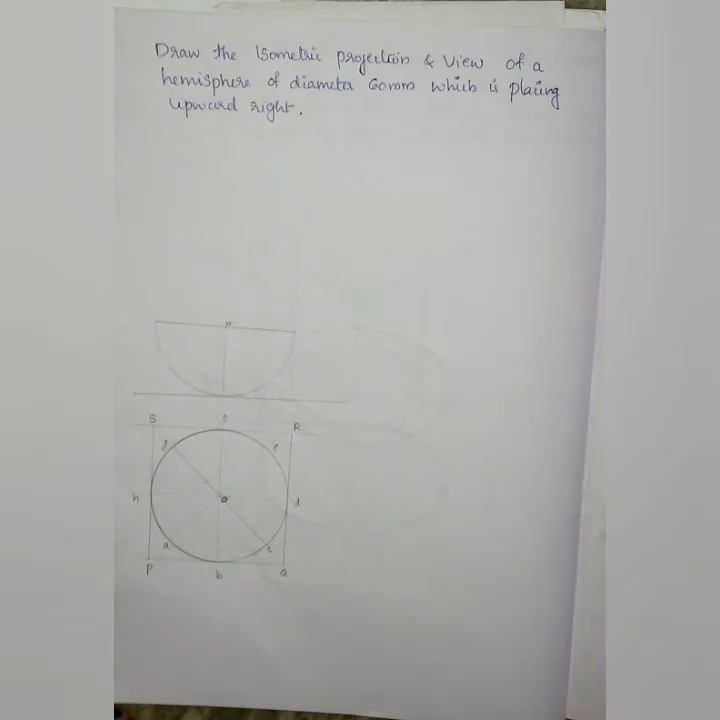 Draw the Isometric projection & View of a
hemisphere of diameter 60mm which is placing
upward right.
o
S
f
R
g
e
h
o
d
a
c
P
b
Q